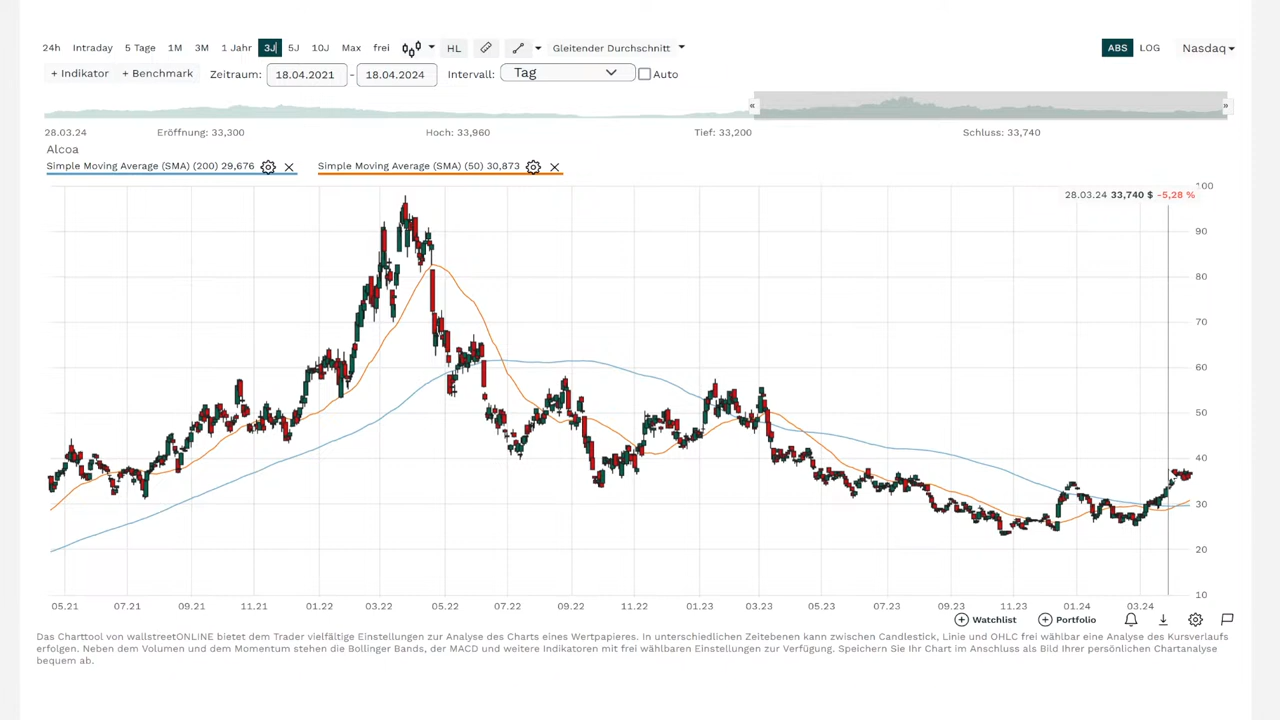 24h Intraday 5 Tage 1M 3M 1 Jahr 3J 5J 10J Max frei HL Gleitender Durchschnitt ABS LOG Nasdaq
+ Indikator + Benchmark Zeitraum: 18.04.2021 - 18.04.2024 Intervall: Tag Auto
28.03.24 Eröffnung: 33,300 Hoch: 33,960 Tief: 33,200 Schluss: 33,740
Alcoa
Simple Moving Average (SMA) (200) 29,676 Simple Moving Average (SMA) (50) 30,873
100
28.03.24 33,740 $ -5,28 %
90
80
70
60
50
40
30
20
10
05.21 07.21 09.21 11.21 01.22 03.22 05.22 07.22 09.22 11.22 01.23 03.23 05.23 07.23 09.23 11.23 01.24 03.24
Watchlist Portfolio
Das Charttool von wallstreetONLINE bietet dem Trader vielfältige Einstellungen zur Analyse des Charts eines Wertpapieres. In unterschiedlichen Zeitebenen kann zwischen Candlestick, Linie und OHLC frei wählbar eine Analyse des Kursverlaufs
erfolgen. Neben dem Volumen und dem Momentum stehen die Bollinger Bands, der MACD und weitere Indikatoren mit frei wählbaren Einstellungen zur Verfügung. Speichern Sie Ihr Chart im Anschluss als Bild Ihrer persönlichen Chartanalyse
bequem ab.